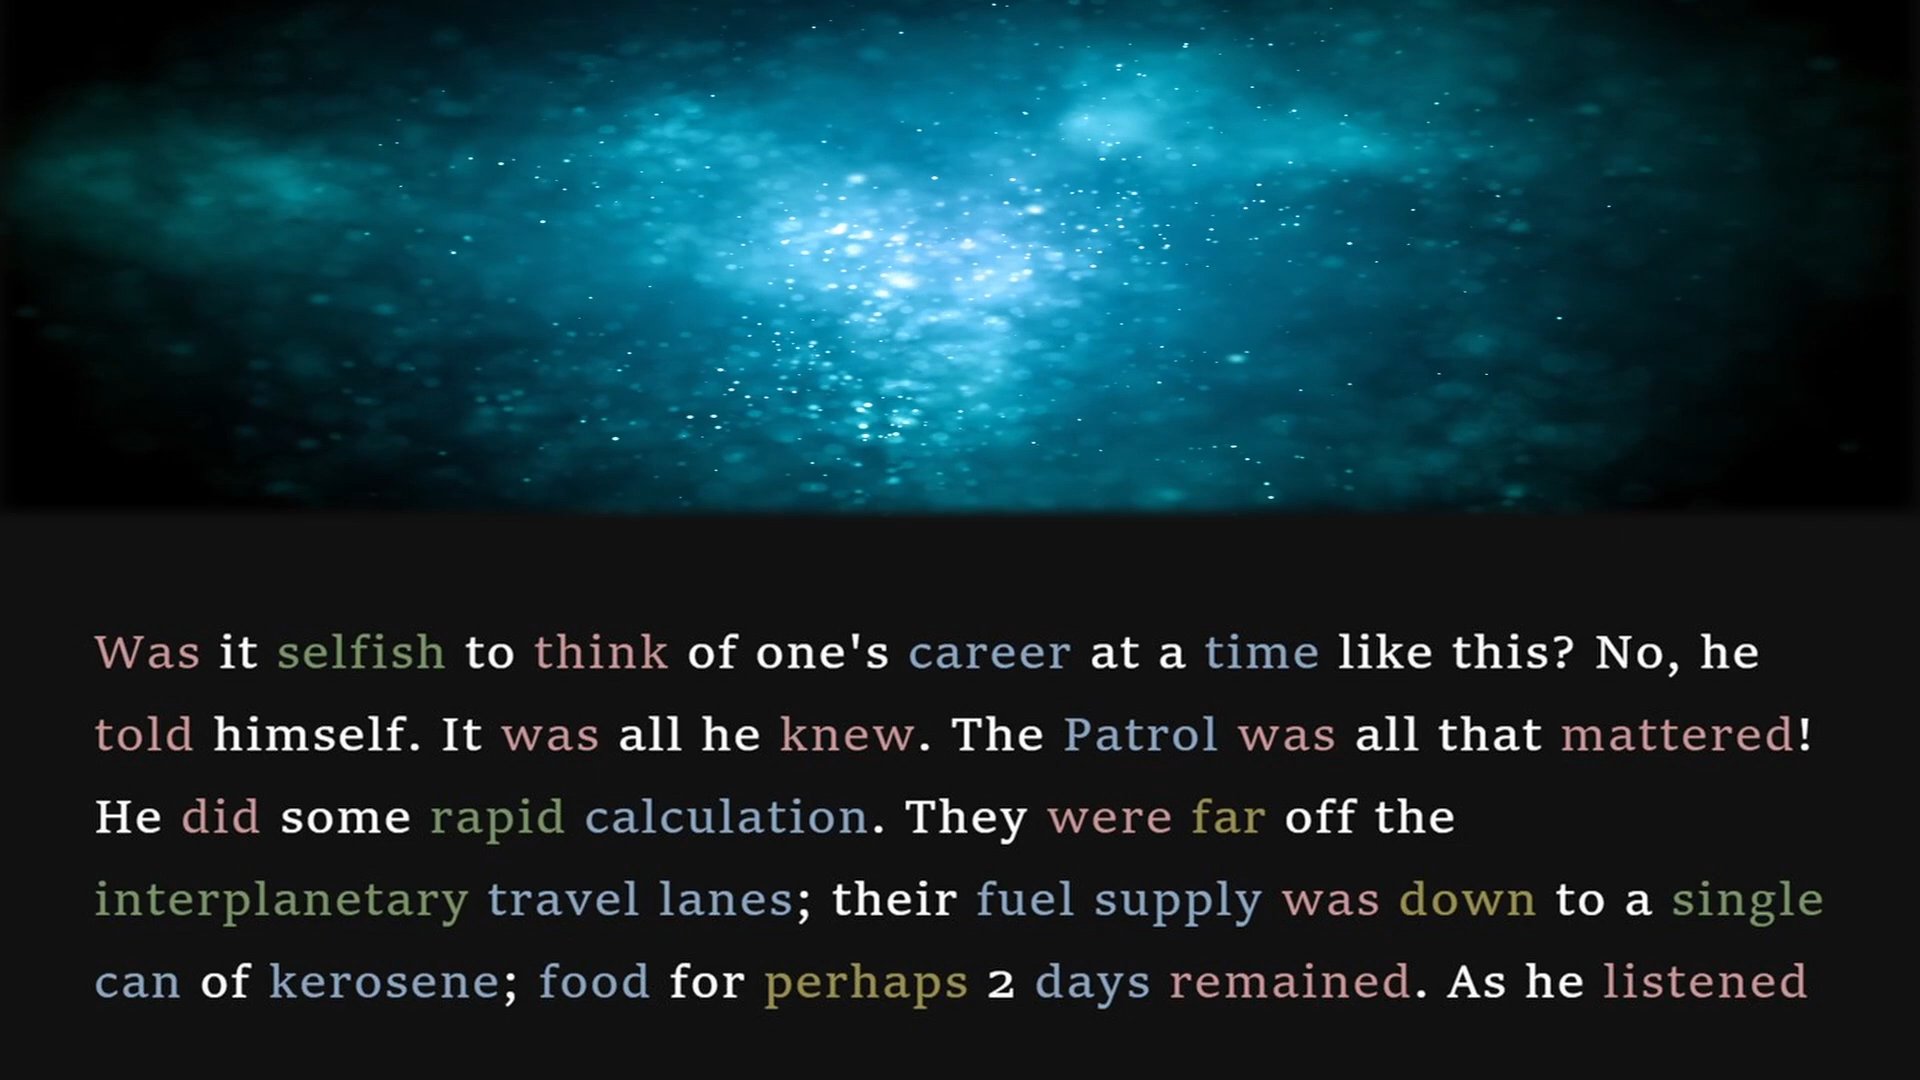 Was it selfish to think of one's career at a time like this? No, he
told himself. It was all he knew. The Patrol was all that mattered!
He did some rapid calculation. They were far off the
interplanetary travel lanes; their fuel supply was down to a single
can of kerosene; food for perhaps 2 days remained. As he listened